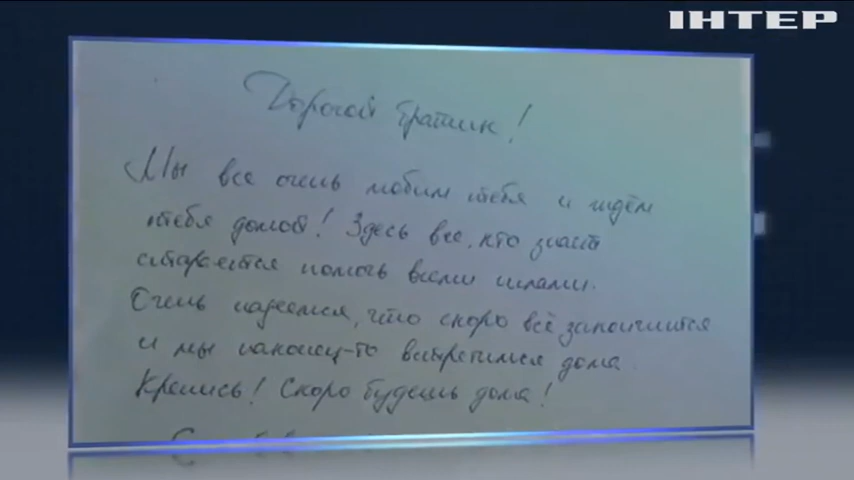 ІНТЕР
Дорогой братик!
Мы все очень любим тебя и ждём
тебя домой! Здесь все, кто знает
старается помочь всеми силами.
Очень надеемся, что скоро всё закончится
и мы наконец-то встретимся дома.
Крепись! Скоро будешь дома!